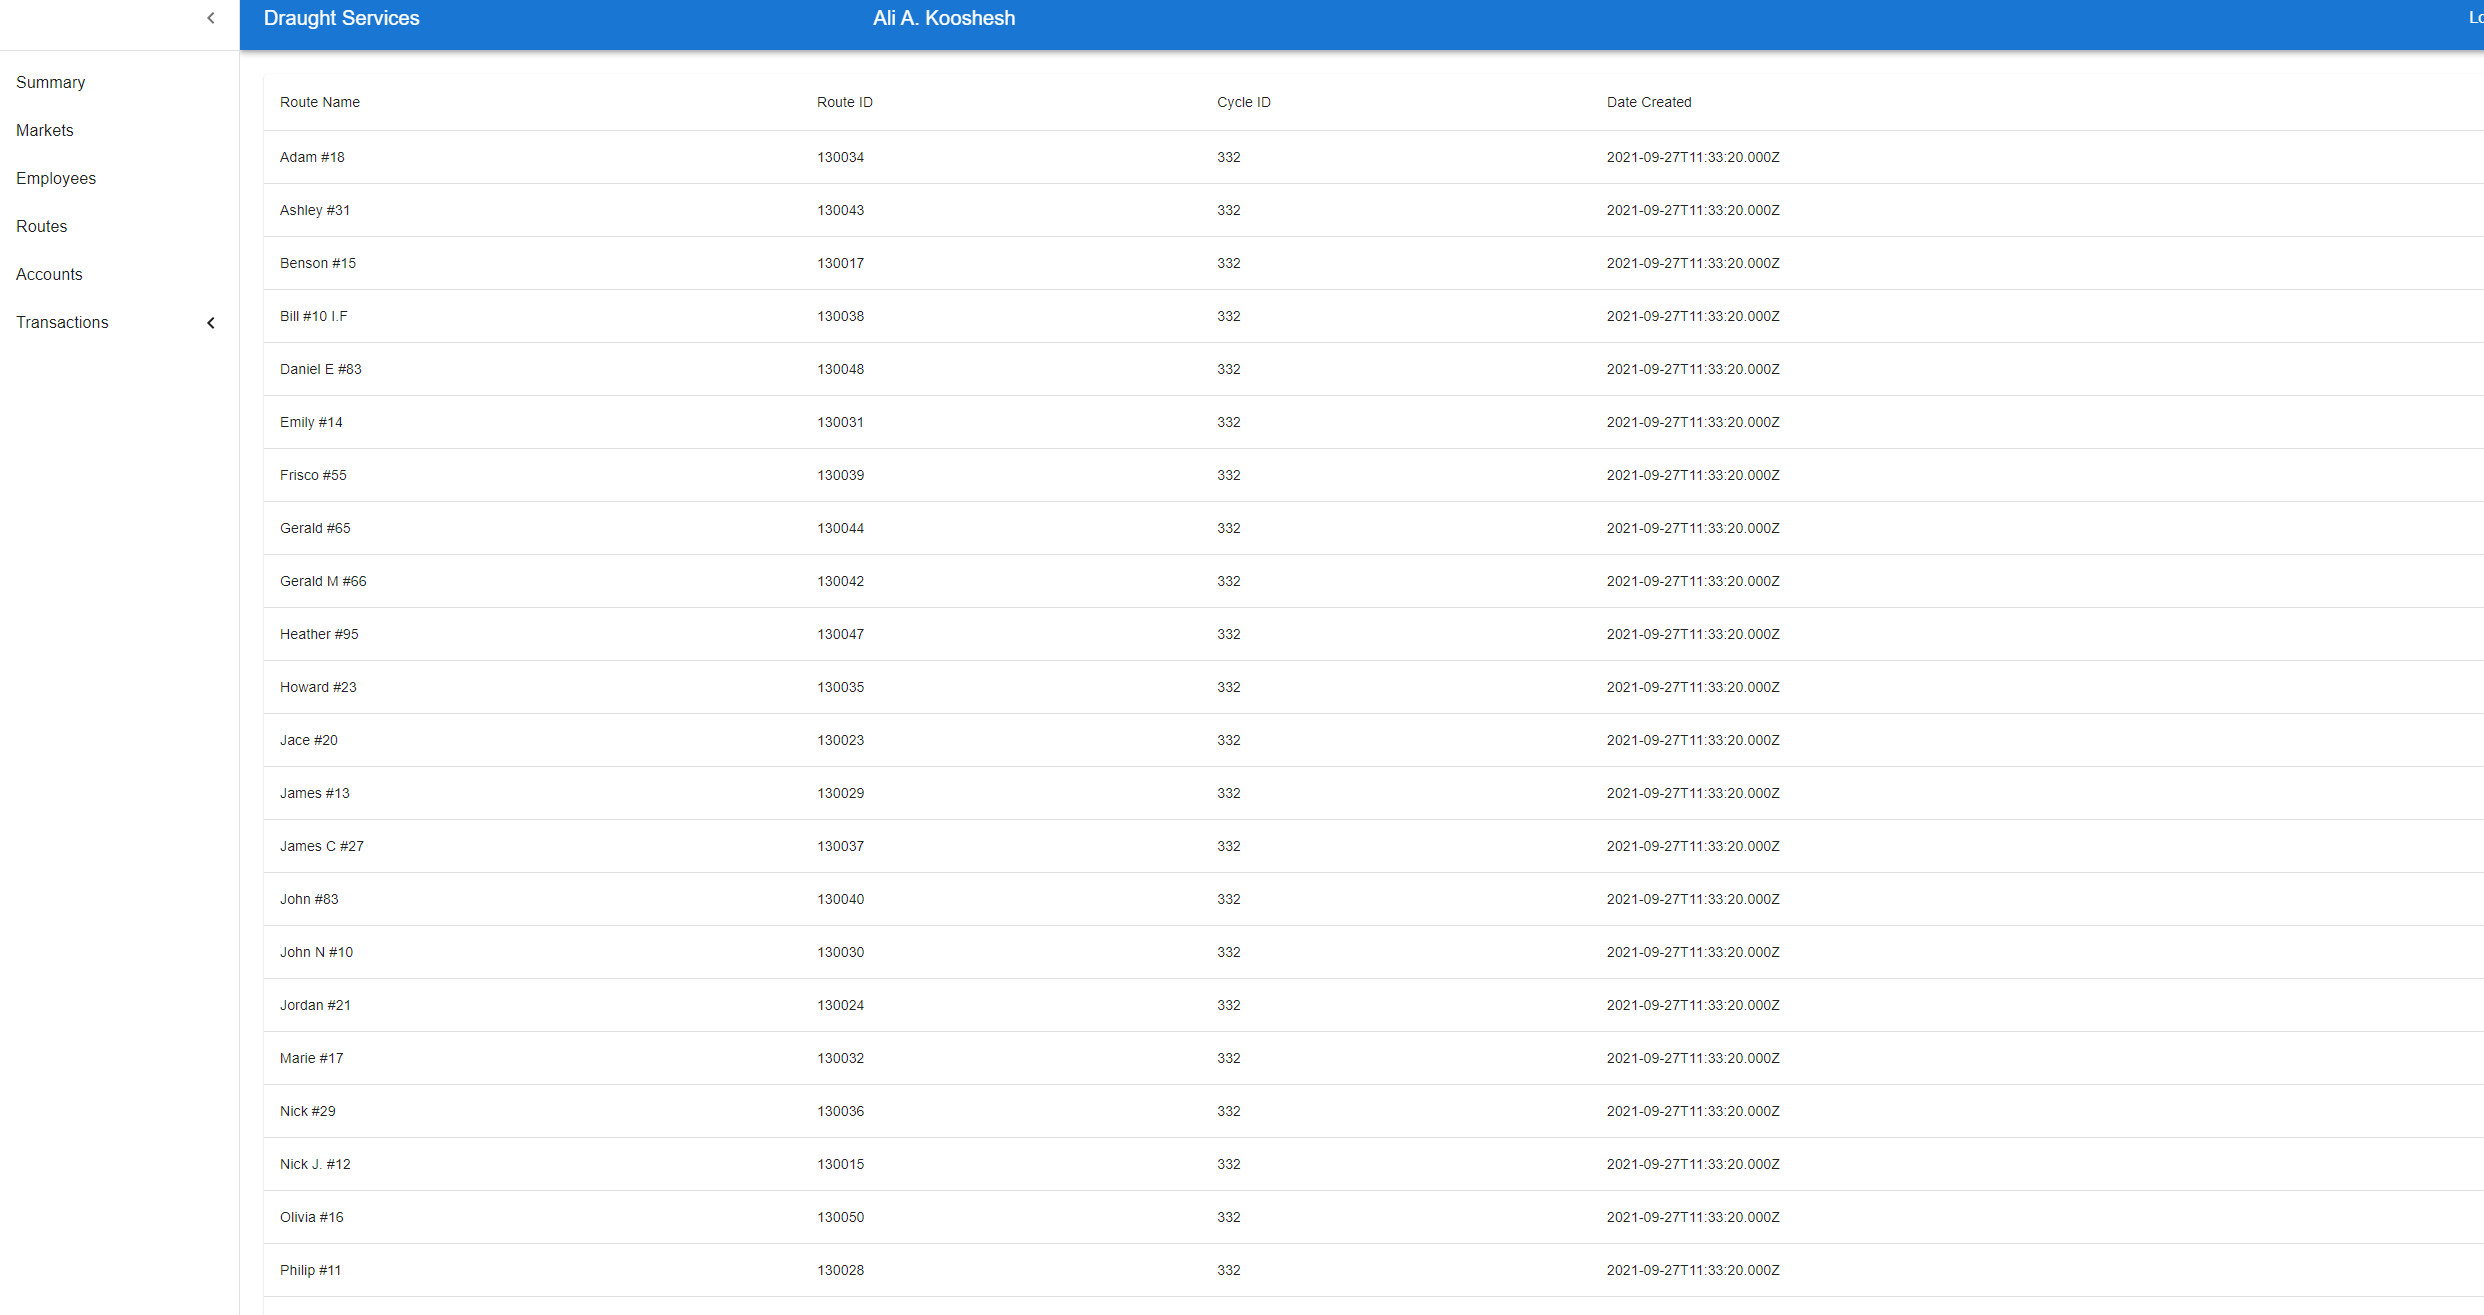 Draught Services Ali A. Kooshesh
Summary
Markets
Employees
Routes
Accounts
Transactions
Route Name Route ID Cycle ID Date Created
Adam #18 130034 332 2021-09-27T11:33:20.000Z
Ashley #31 130043 332 2021-09-27T11:33:20.000Z
Benson #15 130017 332 2021-09-27T11:33:20.000Z
Bill #10 I.F 130038 332 2021-09-27T11:33:20.000Z
Daniel E #83 130048 332 2021-09-27T11:33:20.000Z
Emily #14 130031 332 2021-09-27T11:33:20.000Z
Frisco #55 130039 332 2021-09-27T11:33:20.000Z
Gerald #65 130044 332 2021-09-27T11:33:20.000Z
Gerald M #66 130042 332 2021-09-27T11:33:20.000Z
Heather #95 130047 332 2021-09-27T11:33:20.000Z
Howard #23 130035 332 2021-09-27T11:33:20.000Z
Jace #20 130023 332 2021-09-27T11:33:20.000Z
James #13 130029 332 2021-09-27T11:33:20.000Z
James C #27 130037 332 2021-09-27T11:33:20.000Z
John #83 130040 332 2021-09-27T11:33:20.000Z
John N #10 130030 332 2021-09-27T11:33:20.000Z
Jordan #21 130024 332 2021-09-27T11:33:20.000Z
Marie #17 130032 332 2021-09-27T11:33:20.000Z
Nick #29 130036 332 2021-09-27T11:33:20.000Z
Nick J. #12 130015 332 2021-09-27T11:33:20.000Z
Olivia #16 130050 332 2021-09-27T11:33:20.000Z
Philip #11 130028 332 2021-09-27T11:33:20.000Z